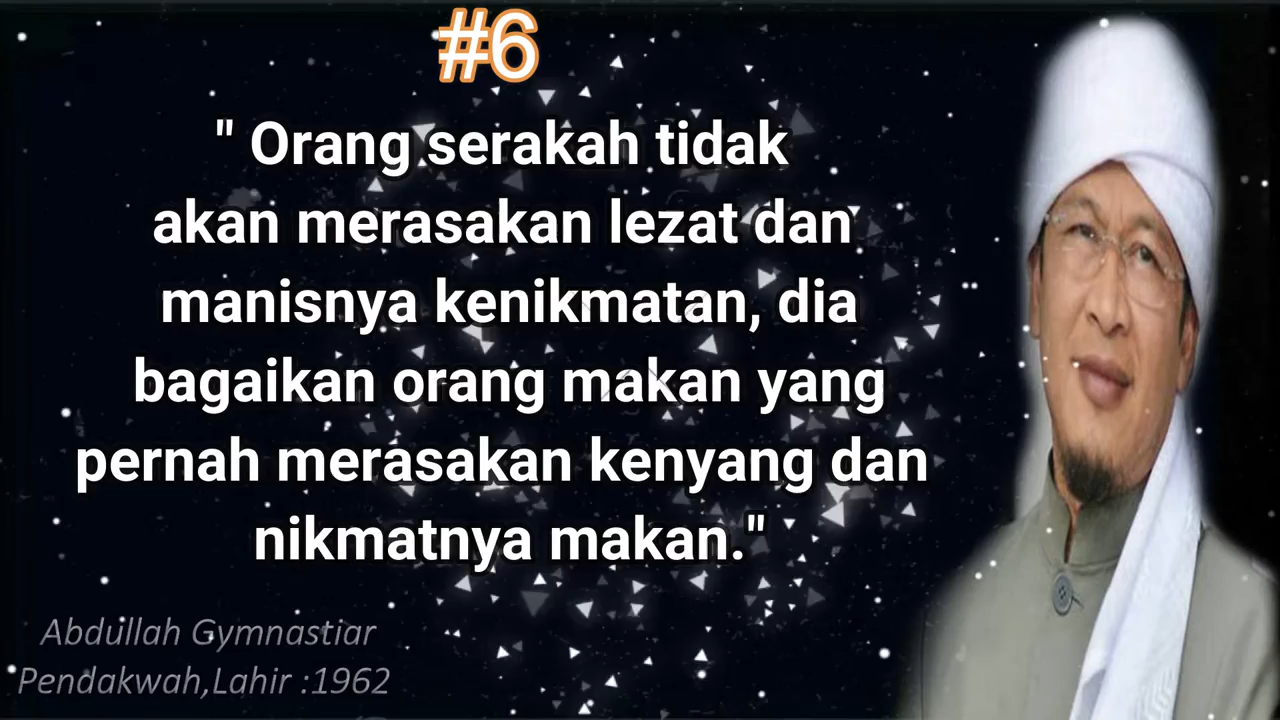 #6
" Orang serakah tidak
akan merasakan lezat dan
manisnya kenikmatan, dia
bagaikan orang makan yang
pernah merasakan kenyang dan
nikmatnya makan."
Abdullah Gymnastiar
Pendakwah,Lahir :1962